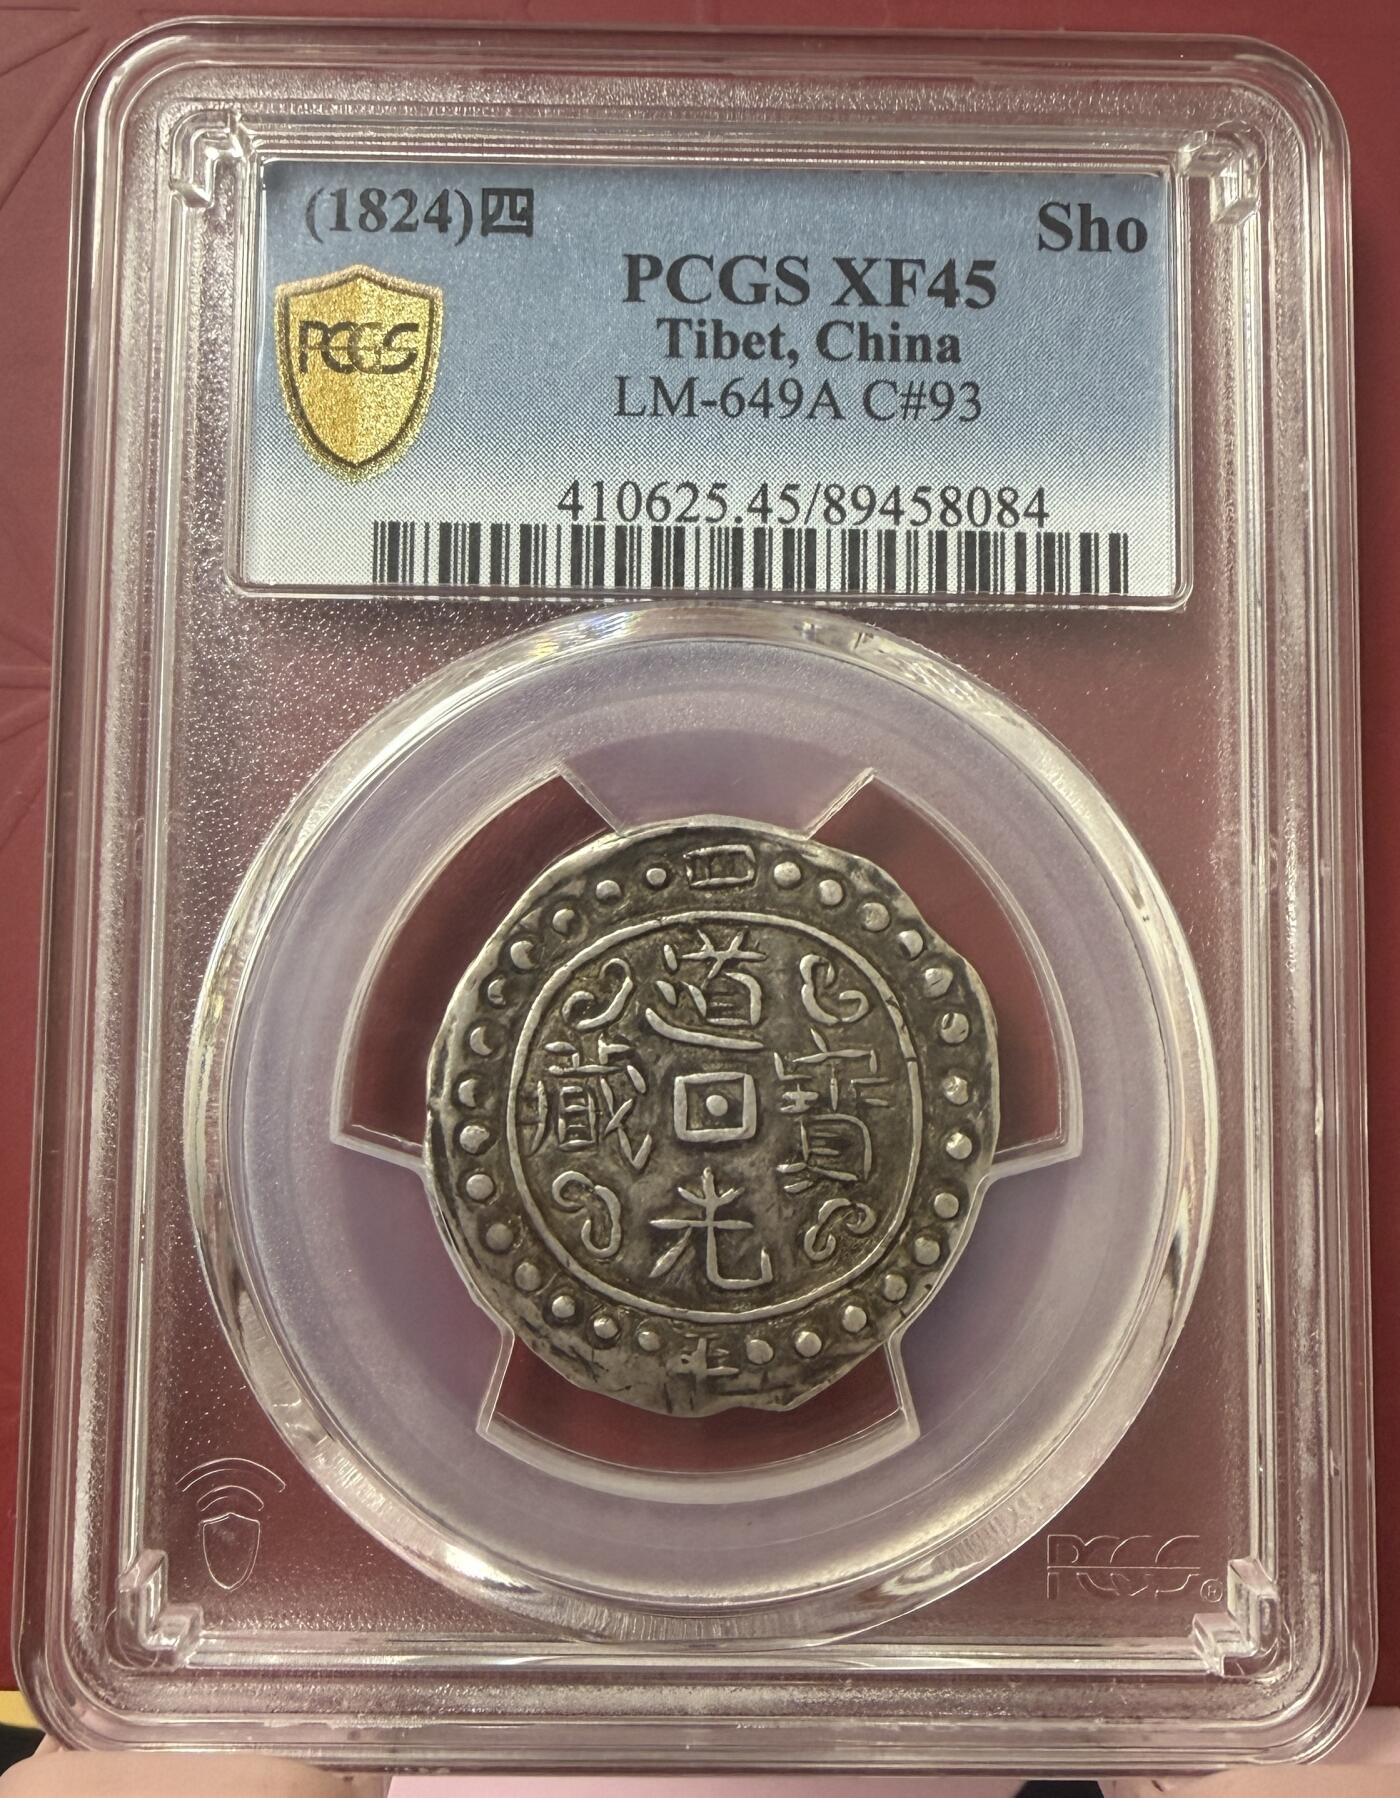 (1824)四
Sho
PCGS XF45
PCGS
Tibet, China
LM-649A C#93
410625.45/89458084
四
道
藏 寶
光
年
PCGS®